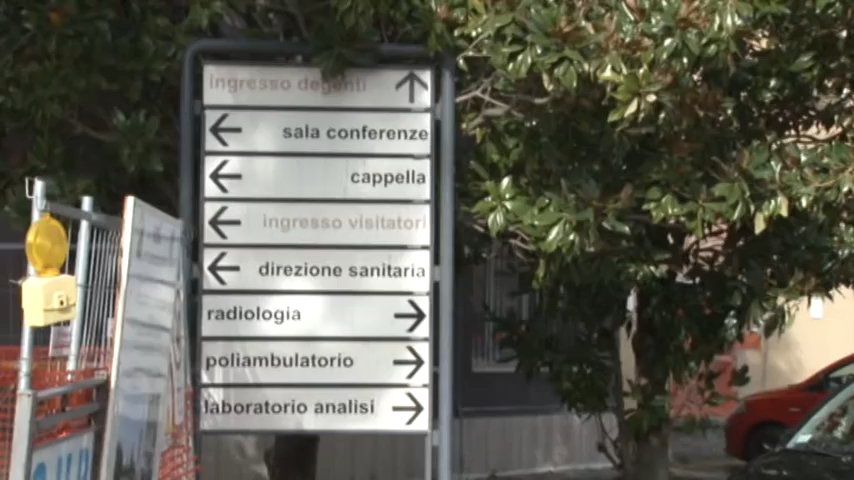 ingresso degenti
sala conferenze
cappella
ingresso visitatori
direzione sanitaria
radiologia
poliambulatorio
laboratorio analisi